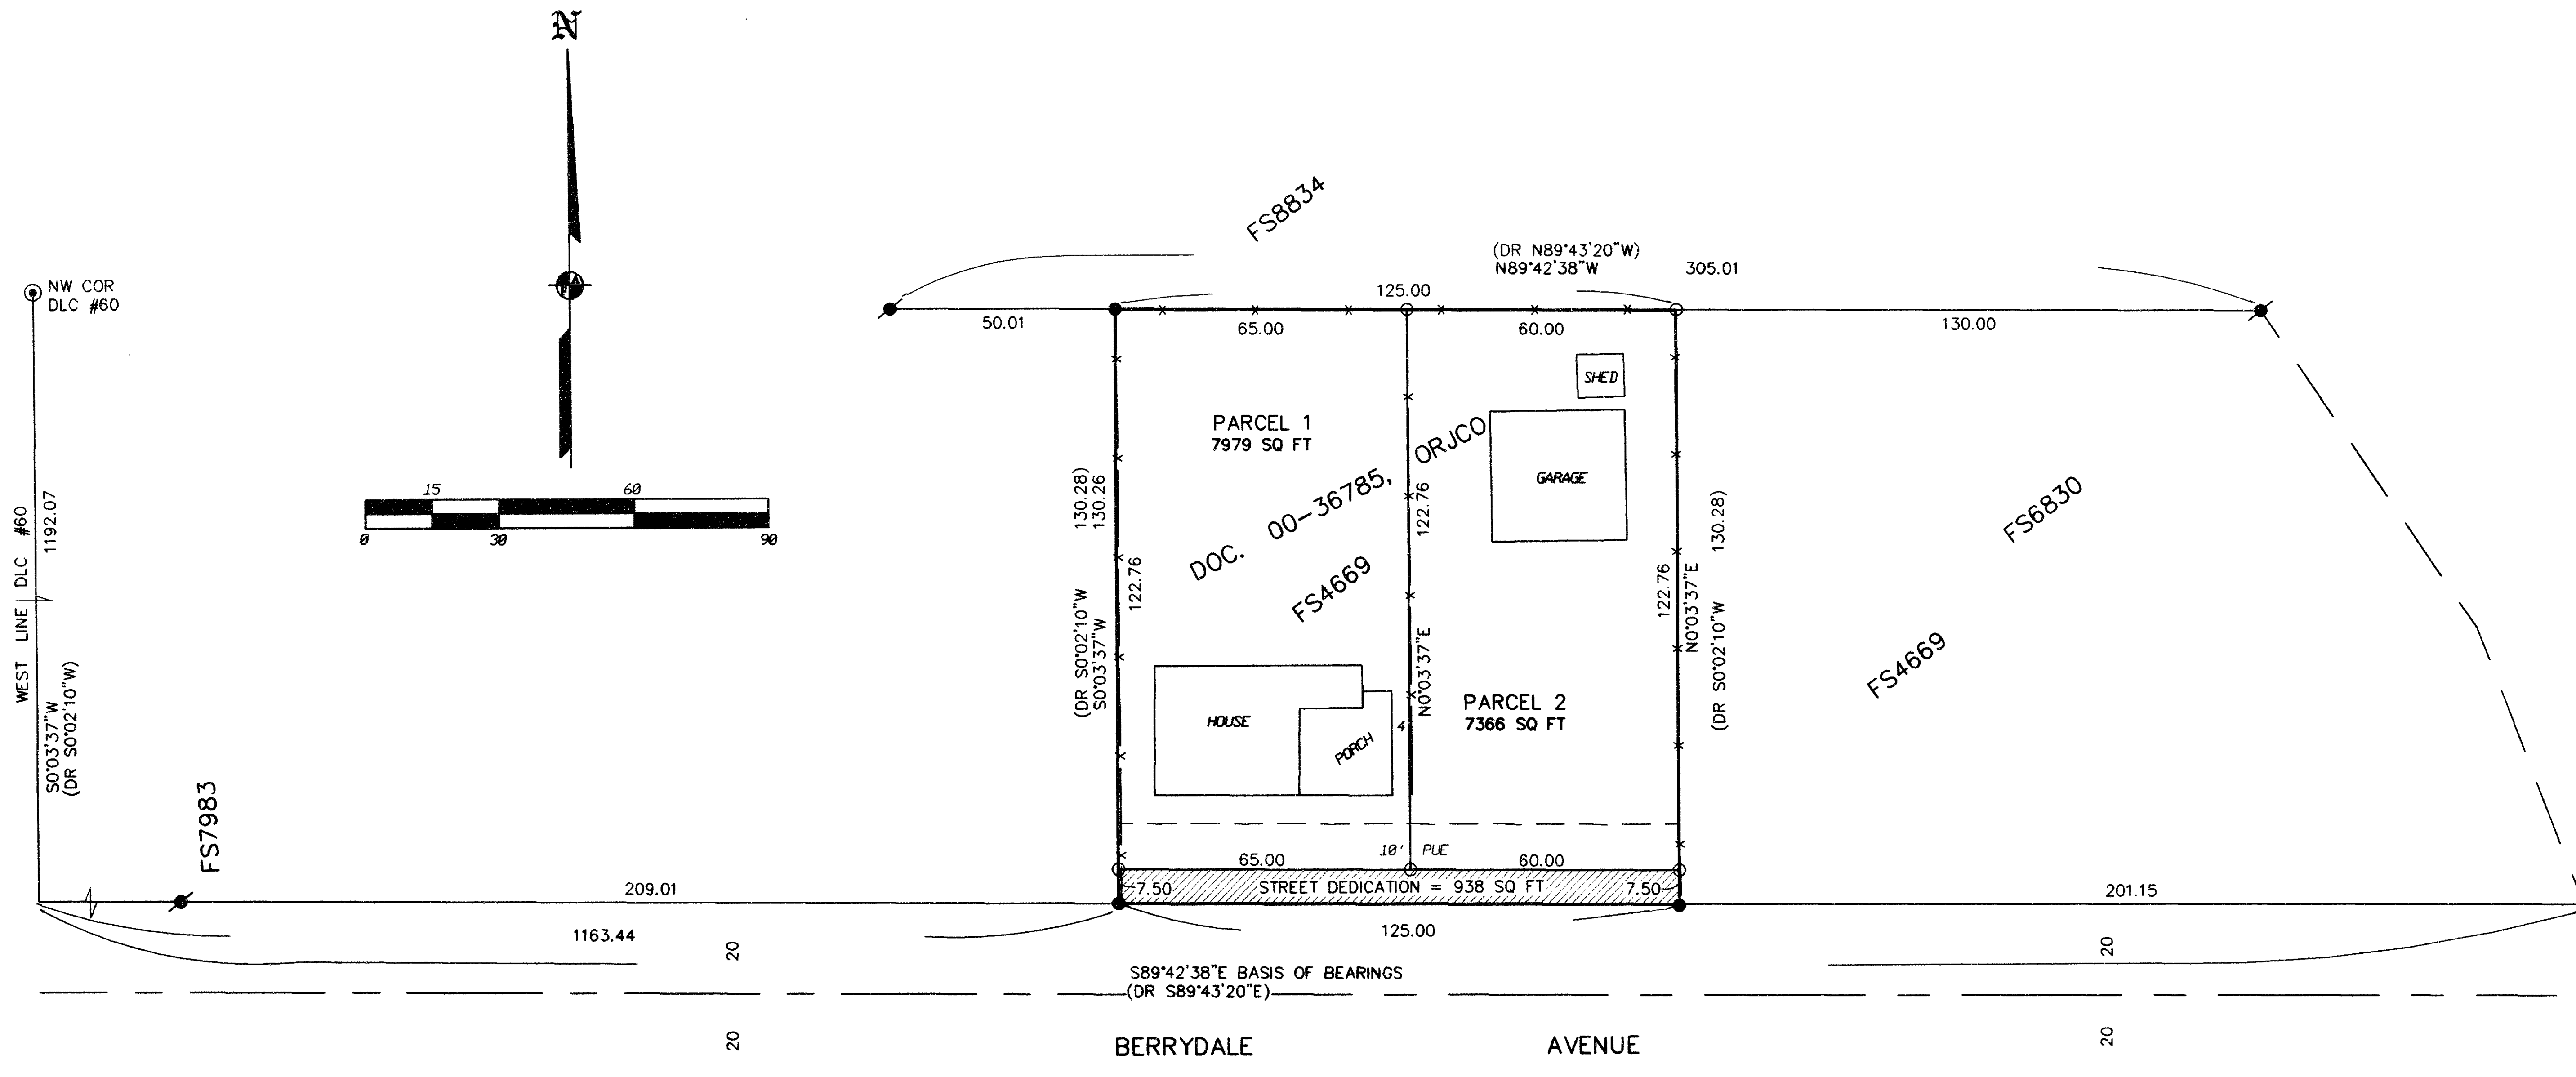 N
FS8834
(DR N89°43'20"W)
N89°42'38"W
305.01
NW COR
DLC #60
125.00
50.01
65.00
60.00
130.00
SHED
PARCEL 1
7979 SQ FT
DOC. 00-36785, ORJCO
GARAGE
15
60
0
30
90
WEST LINE DLC #60
1192.07
S0°03'37"W
(DR S0°02'10"W)
(DR S0°02'10"W 130.28)
S0°03'37"W 130.26
122.76
FS4669
N0°03'37"E 122.76
122.76
N0°03'37"E
(DR S0°02'10"W 130.28)
FS6830
FS4669
HOUSE
PORCH
4
PARCEL 2
7366 SQ FT
FS7983
10' PUE
65.00
60.00
209.01
7.50
STREET DEDICATION = 938 SQ FT
7.50
201.15
1163.44
125.00
20
20
S89°42'38"E BASIS OF BEARINGS
(DR S89°43'20"E)
20
20
BERRYDALE AVENUE